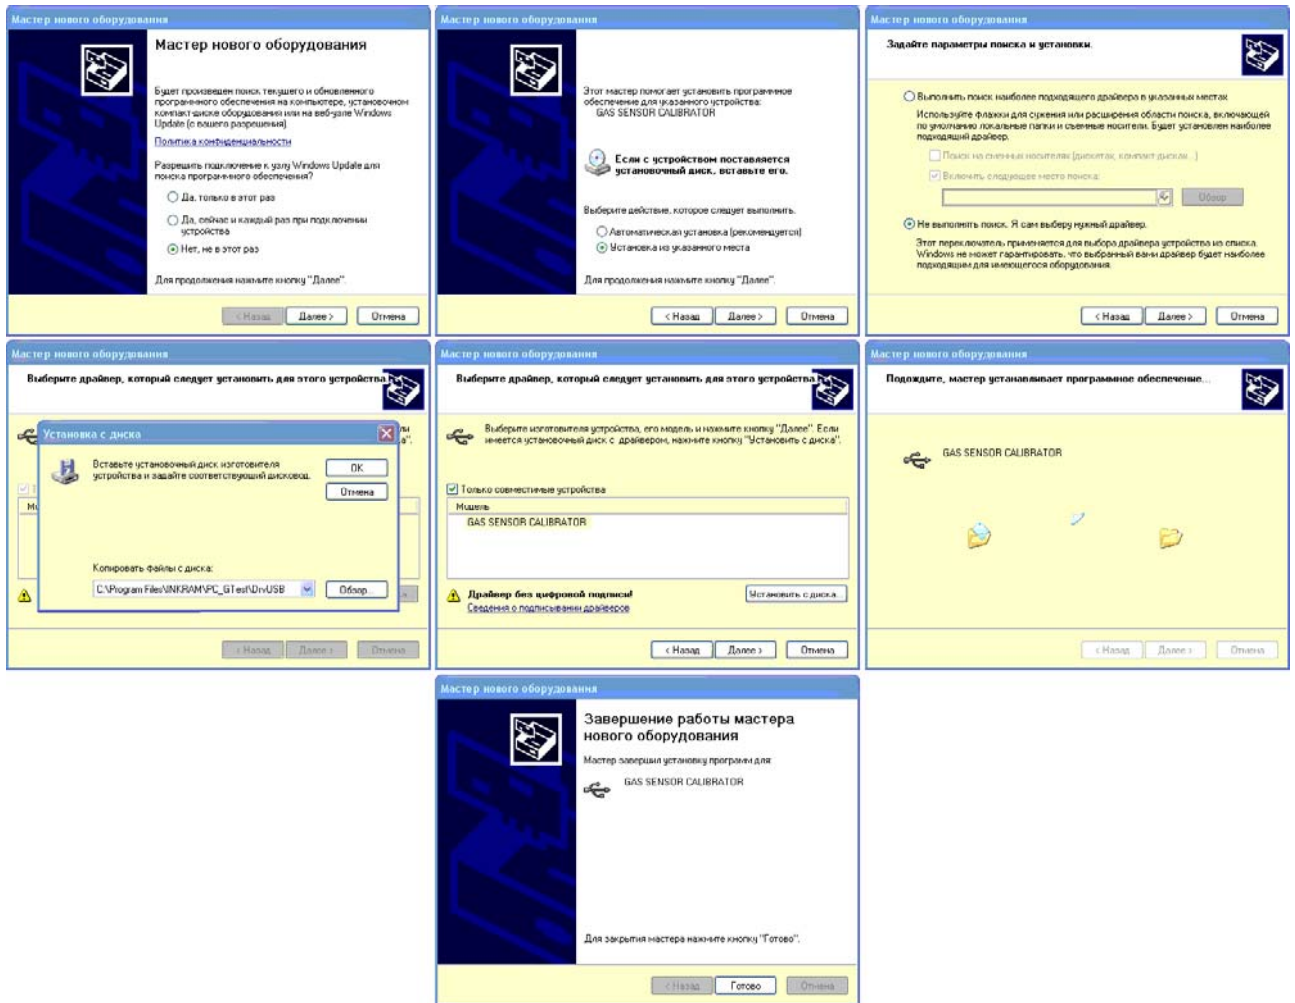 Мастер нового оборудования
Мастер нового оборудования
Будет произведен поиск текущего и обновленного
программного обеспечения на компьютере, установочном
компакт-диске оборудования или на веб-узле Windows
Update (с вашего разрешения)
Политика конфиденциальности
Разрешить подключение к узлу Windows Update для
поиска программного обеспечения?
Да, только в этот раз
Да, сейчас и каждый раз при подключении
устройства
Нет, не в этот раз
Для продолжения нажмите кнопку "Далее".
< Назад Далее > Отмена
Мастер нового оборудования
Этот мастер помогает установить программное
обеспечение для указанного устройства:
GAS SENSOR CALIBRATOR
Если с устройством поставляется
установочный диск, вставьте его.
Выберите действие, которое следует выполнить.
Автоматическая установка (рекомендуется)
Установка из указанного места
Для продолжения нажмите кнопку "Далее".
< Назад Далее > Отмена
Мастер нового оборудования
Задайте параметры поиска и установки.
Выполнить поиск наиболее подходящего драйвера в указанных местах.
Используйте флажки для сужения или расширения области поиска, включающей
по умолчанию локальные папки и съемные носители. Будет установлен наиболее
подходящий драйвер.
Поиск на сменных носителях (дискетах, компакт-дисках...)
Включить следующее место поиска:
Обзор
Не выполнять поиск. Я сам выберу нужный драйвер.
Этот переключатель применяется для выбора драйвера устройства из списка.
Windows не может гарантировать, что выбранный вами драйвер будет наиболее
подходящим для имеющегося оборудования.
< Назад Далее > Отмена
Мастер нового оборудования
Выберите драйвер, который следует установить для этого устройства
Установка с диска
Вставьте установочный диск изготовителя
устройства и задайте соответствующий дисковод.
OK
Отмена
Копировать файлы с диска:
C:\Program Files\INKRAM\PC_GTest\DrvUSB Обзор...
< Назад Далее > Отмена
Мастер нового оборудования
Выберите драйвер, который следует установить для этого устройства
Выберите изготовителя устройства, его модель и нажмите кнопку "Далее". Если
имеется установочный диск с драйвером, нажмите кнопку "Установить с диска".
Только совместимые устройства
Модель
GAS SENSOR CALIBRATOR
Драйвер без цифровой подписи!
Установить с диска...
Сведения о подписывании драйверов
< Назад Далее > Отмена
Мастер нового оборудования
Подождите, мастер устанавливает программное обеспечение...
GAS SENSOR CALIBRATOR
< Назад Далее > Отмена
Мастер нового оборудования
Завершение работы мастера
нового оборудования
Мастер завершил установку программ для:
GAS SENSOR CALIBRATOR
Для закрытия мастера нажмите кнопку "Готово".
< Назад Готово Отмена